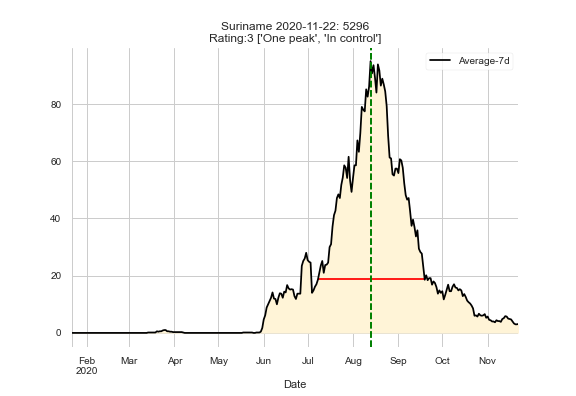 Suriname 2020-11-22: 5296
Rating:3 ['One peak', 'In control']
Average-7d
80
60
40
20
0
Feb Mar Apr May Jun Jul Aug Sep Oct Nov
2020
Date